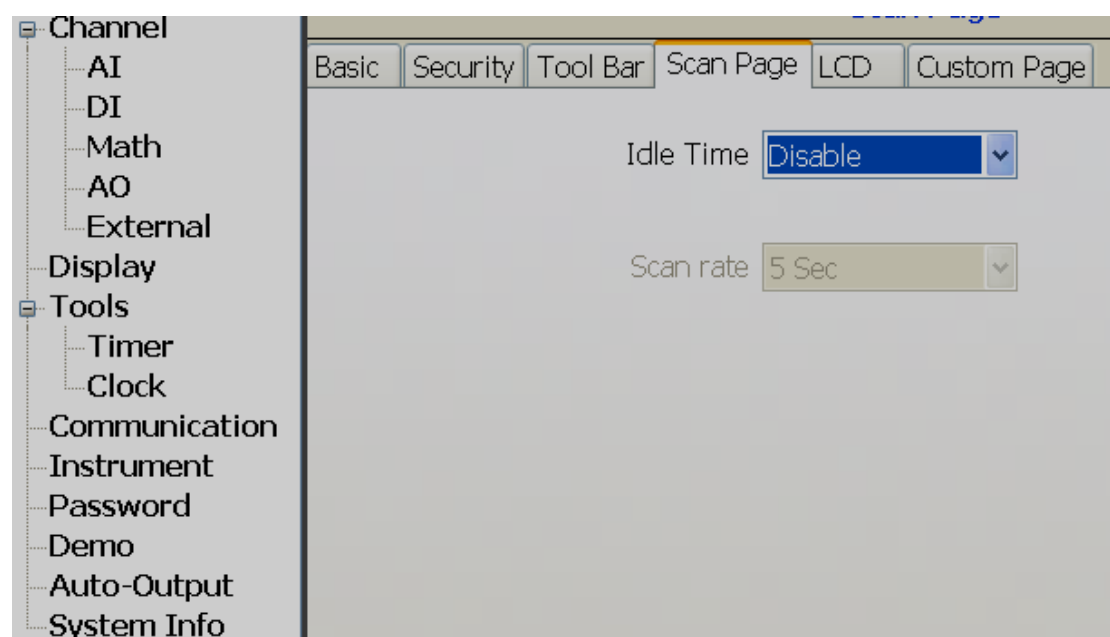 Channel
AI
DI
Math
AO
External
Display
Tools
Timer
Clock
Communication
Instrument
Password
Demo
Auto-Output
System Info
Basic Security Tool Bar Scan Page LCD Custom Page
Idle Time Disable
Scan rate 5 Sec